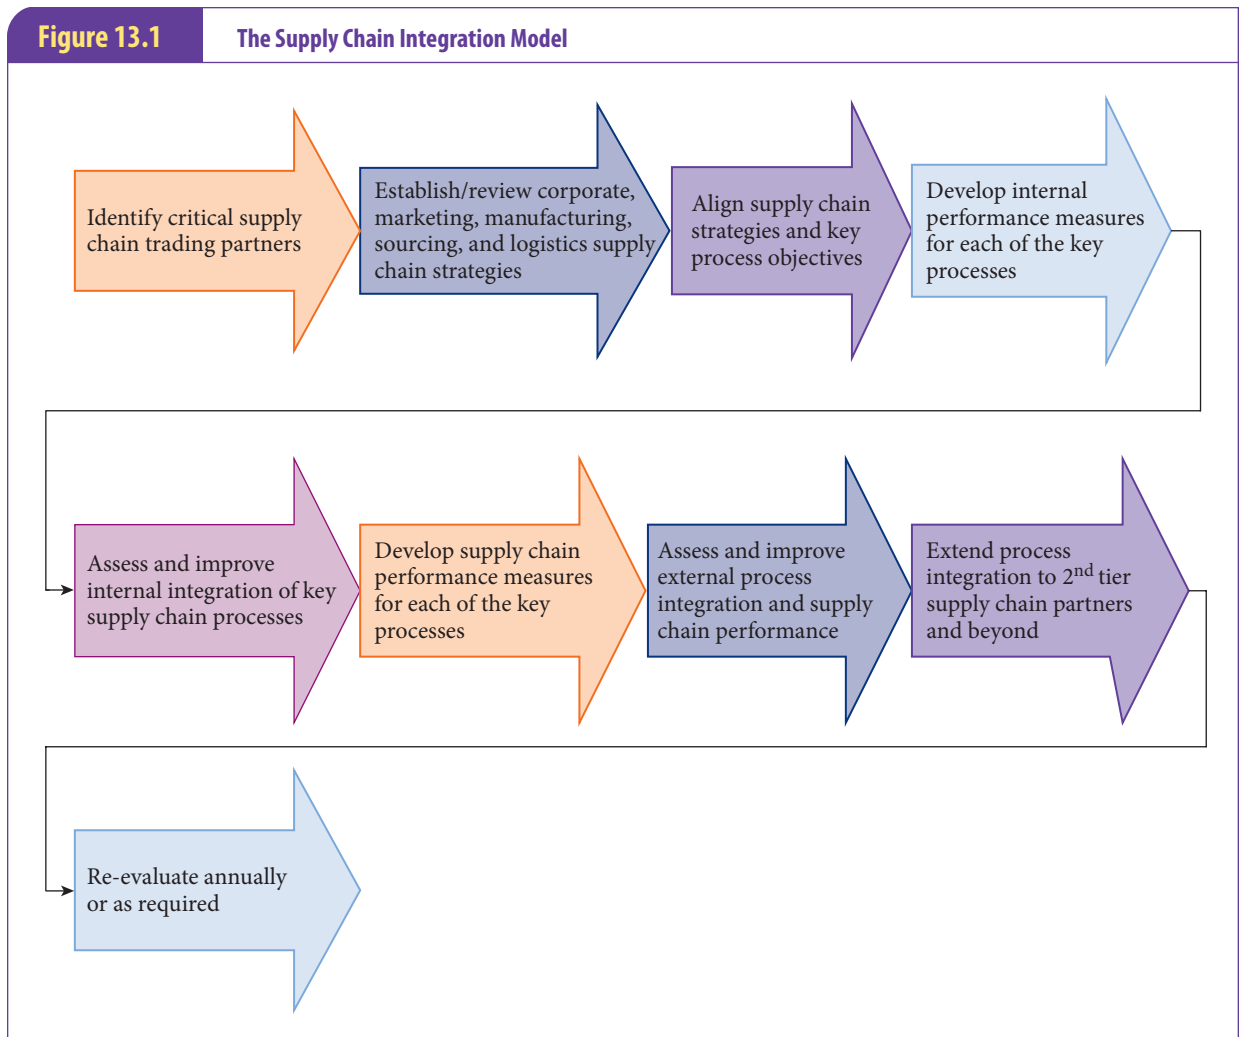 Figure 13.1
The Supply Chain Integration Model
Identify critical supply
chain trading partners
Establish/review corporate,
marketing, manufacturing,
sourcing, and logistics supply
chain strategies
Align supply chain
strategies and key
process objectives
Develop internal
performance measures
for each of the key
processes
Assess and improve
internal integration of key
supply chain processes
Develop supply chain
performance measures
for each of the key
processes
Assess and improve
external process
integration and supply
chain performance
Extend process
integration to 2nd tier
supply chain partners
and beyond
Re-evaluate annually
or as required